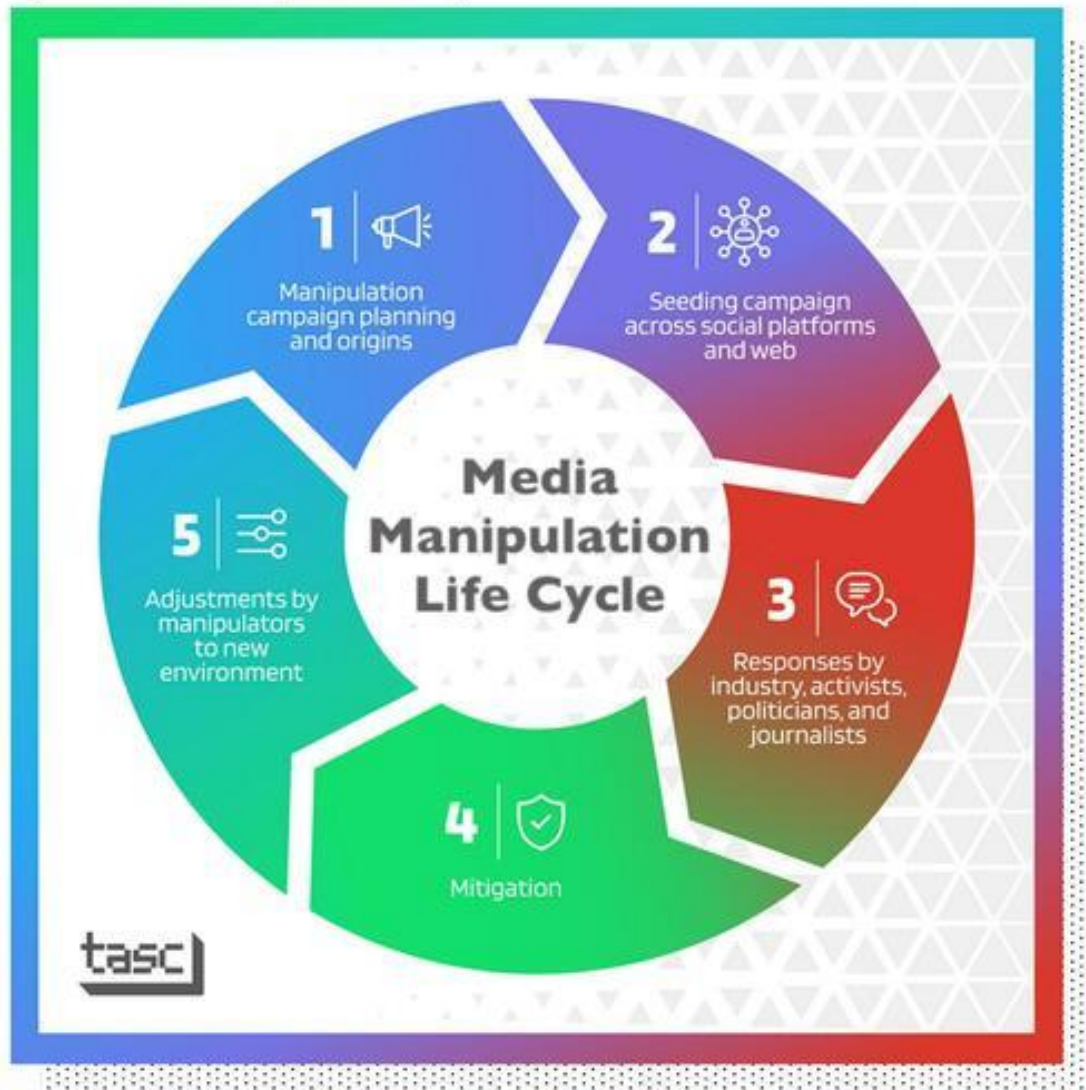 Media
Manipulation
Life Cycle
1
Manipulation
campaign planning
and origins
2
Seeding campaign
across social platforms
and web
3
Responses by
industry, activists,
politicians, and
journalists
4
Mitigation
5
Adjustments by
manipulators
to new
environment
tasc